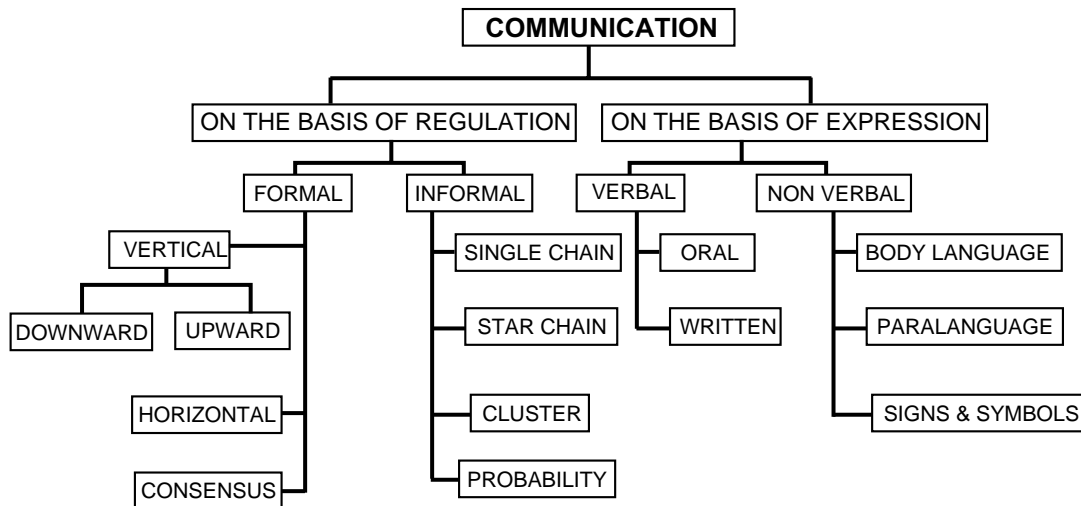 COMMUNICATION
ON THE BASIS OF REGULATION
ON THE BASIS OF EXPRESSION
FORMAL
INFORMAL
VERBAL
NON VERBAL
VERTICAL
SINGLE CHAIN
ORAL
BODY LANGUAGE
DOWNWARD
UPWARD
STAR CHAIN
WRITTEN
PARALANGUAGE
HORIZONTAL
CLUSTER
SIGNS & SYMBOLS
CONSENSUS
PROBABILITY